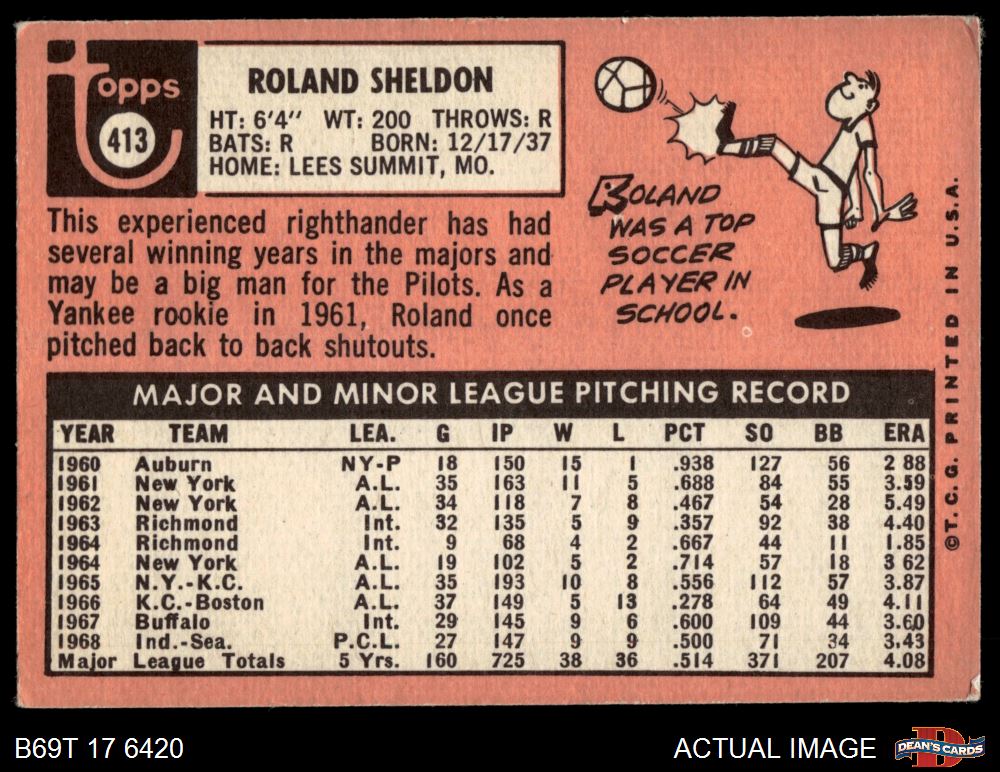 Topps
413
ROLAND SHELDON
HT: 6'4" WT: 200 THROWS: R
BATS: R BORN: 12/17/37
HOME: LEES SUMMIT, MO.
This experienced righthander has had
several winning years in the majors and
may be a big man for the Pilots. As a
Yankee rookie in 1961, Roland once
pitched back to back shutouts.
ROLAND
WAS A TOP
SOCCER
PLAYER IN
SCHOOL.
MAJOR AND MINOR LEAGUE PITCHING RECORD
YEAR TEAM LEA. G IP W L PCT SO BB ERA
1960 Auburn NY-P 18 150 15 1 .938 127 56 2 88
1961 New York A.L. 35 163 11 5 .688 84 55 3.59
1962 New York A.L. 34 118 7 8 .467 54 28 5.49
1963 Richmond Int. 32 135 5 9 .357 92 38 4.40
1964 Richmond Int. 9 68 4 2 .667 44 11 1.85
1964 New York A.L. 19 102 5 2 .714 57 18 3 62
1965 N.Y.-K.C. A.L. 35 193 10 8 .556 112 57 3.87
1966 K.C.-Boston A.L. 37 149 5 13 .278 64 49 4.11
1967 Buffalo Int. 29 145 9 6 .600 109 44 3.60
1968 Ind.-Sea. P.C.L. 27 147 9 9 .500 71 34 3.43
Major League Totals 5 Yrs. 160 725 38 36 .514 371 207 4.08
©T.C.G. PRINTED IN U.S.A.
B69T 17 6420
ACTUAL IMAGE
DEAN'S CARDS